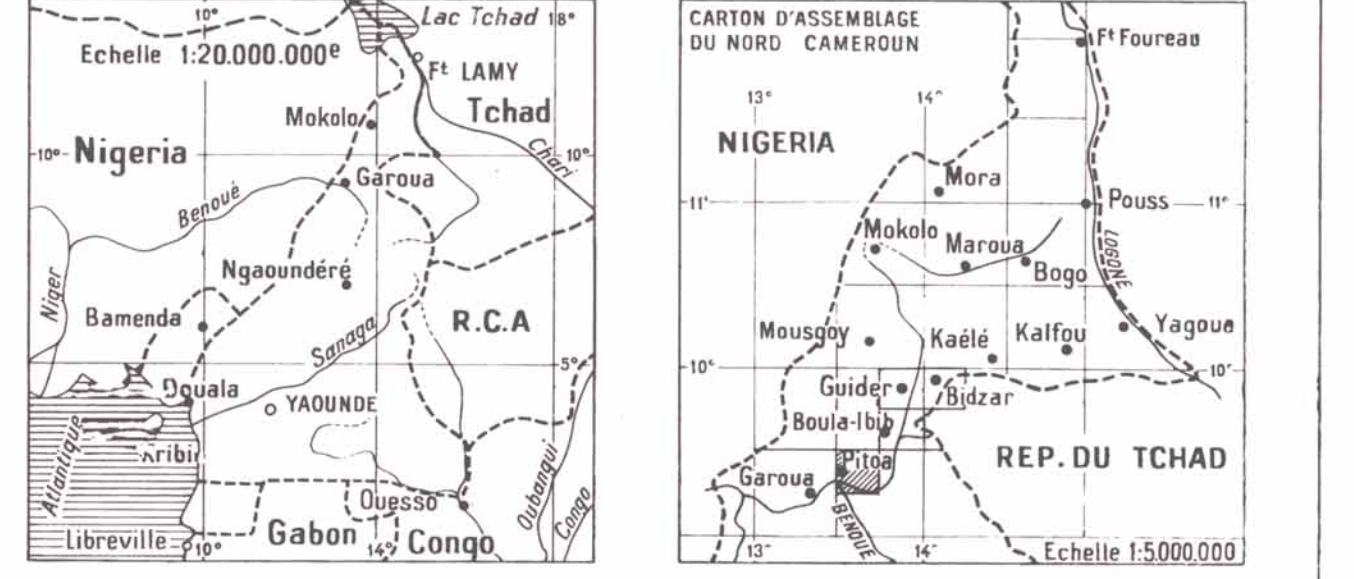 10°
Lac Tchad 18°
Echelle 1:20.000.000e
Ft LAMY
Mokolo
Tchad
10°
Nigeria
Chari
10°
Garoua
Benoué
Ngaoundéré
Niger
Bamenda
Sanaga
R.C.A
5°
Douala
YAOUNDE
Atlantique
Kribi
Ouesso
Oubangui
Congo
Gabon
Congo
Libreville
10°
14°
CARTON D'ASSEMBLAGE
DU NORD CAMEROUN
Ft Foureau
13°
14°
NIGERIA
Mora
11°
Pouss
11°
Mokolo
Maroua
Bogo
LOGONE
Mousgoy
Kaélé
Kalfou
Yagoua
10°
10°
Guider
Bidzar
Boula-Ibib
Pitoa
REP. DU TCHAD
Garoua
BENOUE
13°
14°
Echelle 1:5.000.000